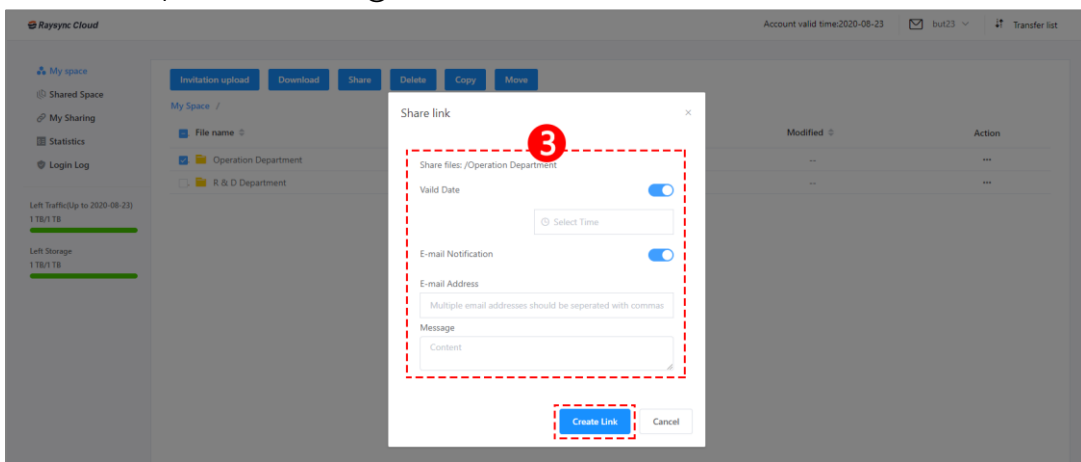 Raysync Cloud
Account valid time:2020-08-23
but23
Transfer list
My space
Shared Space
My Sharing
Statistics
Login Log
Left Traffic(Up to 2020-08-23)
1 TB/1 TB
Left Storage
1 TB/1 TB
Invitation upload Download Share Delete Copy Move
My Space /
File name Modified Action
Operation Department -- ...
R & D Department -- ...
Share link ×
3
Share files: /Operation Department
Vaild Date
Select Time
E-mail Notification
E-mail Address
Multiple email addresses should be seperated with commas
Message
Content
Create Link Cancel